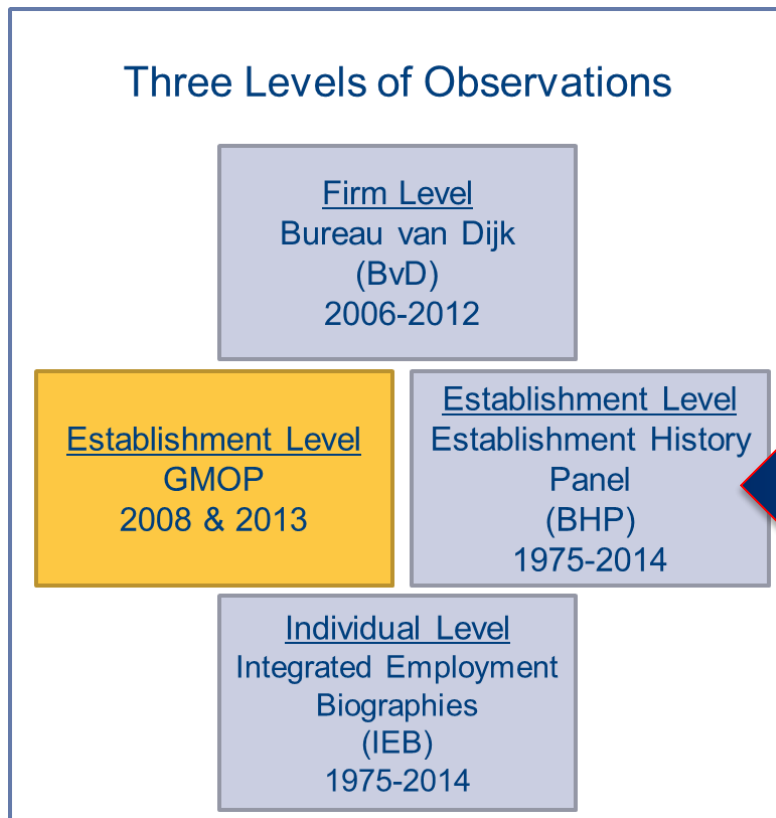 Three Levels of Observations
Firm Level
Bureau van Dijk
(BvD)
2006-2012
Establishment Level
GMOP
2008 & 2013
Establishment Level
Establishment History
Panel
(BHP)
1975-2014
Individual Level
Integrated Employment
Biographies
(IEB)
1975-2014